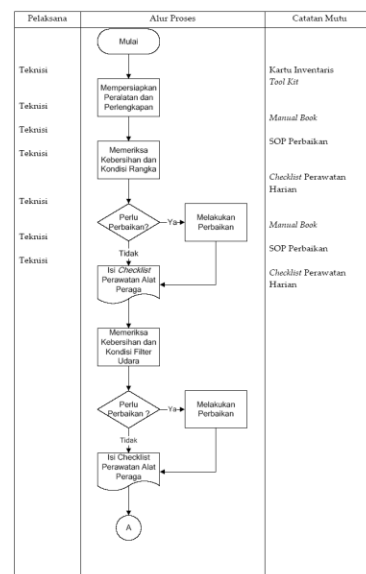 Pelaksana
Alur Proses
Catatan Mutu
Mulai
Teknisi
Kartu Inventaris
Tool Kit
Mempersiapkan
Peralatan dan
Perlengkapan
Teknisi
Manual Book
Teknisi
SOP Perbaikan
Teknisi
Memeriksa
Kebersihan dan
Kondisi Rangka
Checklist Perawatan
Harian
Teknisi
Perlu
Perbaikan?
Ya
Melakukan
Perbaikan
Manual Book
Teknisi
SOP Perbaikan
Tidak
Teknisi
Isi Checklist
Perawatan Alat
Peraga
Checklist Perawatan
Harian
Memeriksa
Kebersihan dan
Kondisi Filter
Udara
Perlu
Perbaikan ?
Ya
Melakukan
Perbaikan
Tidak
Isi Checklist
Perawatan Alat
Peraga
A